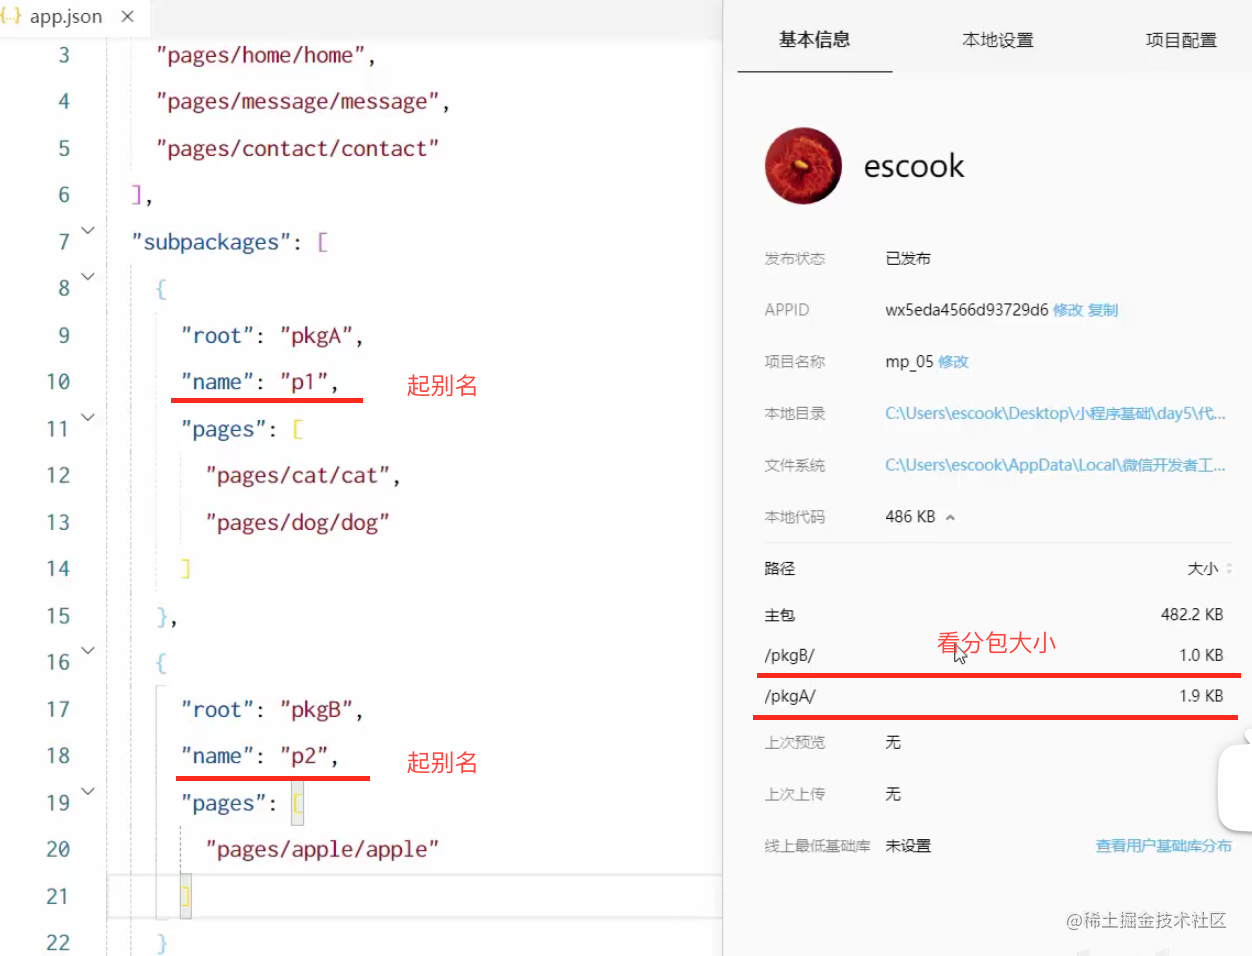 {..} app.json ×
3 "pages/home/home",
4 "pages/message/message",
5 "pages/contact/contact"
6 ],
7 "subpackages": [
8 {
9 "root": "pkgA",
10 "name": "p1", 起别名
11 "pages": [
12 "pages/cat/cat",
13 "pages/dog/dog"
14 ]
15 },
16 {
17 "root": "pkgB",
18 "name": "p2", 起别名
19 "pages": [
20 "pages/apple/apple"
21 ]
22 }
基本信息 本地设置 项目配置
escook
发布状态 已发布
APPID wx5eda4566d93729d6 修改 复制
项目名称 mp_05 修改
本地目录 C:\Users\escook\Desktop\小程序基础\day5\代...
文件系统 C:\Users\escook\AppData\Local\微信开发者工...
本地代码 486 KB
路径 大小
主包 482.2 KB
看分包大小
/pkgB/ 1.0 KB
/pkgA/ 1.9 KB
上次预览 无
上次上传 无
线上最低基础库 未设置 查看用户基础库分布
@稀土掘金技术社区